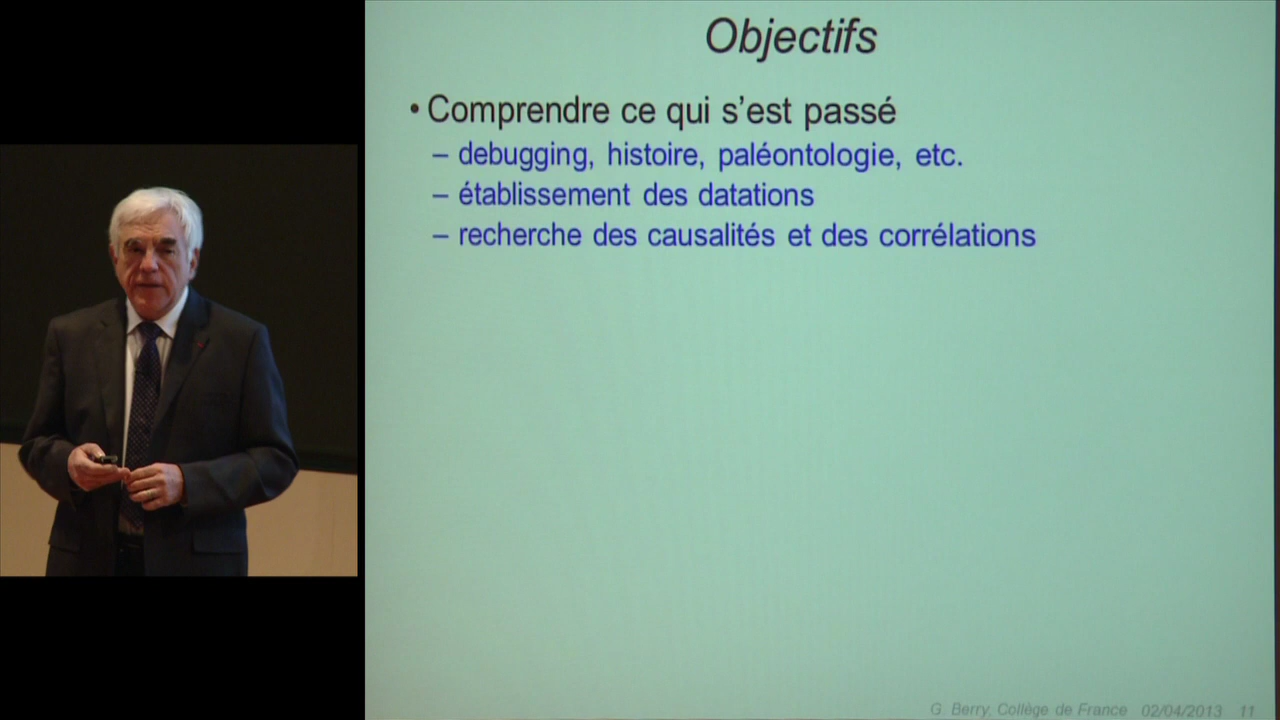 Objectifs
• Comprendre ce qui s'est passé
– debugging, histoire, paléontologie, etc.
– établissement des datations
– recherche des causalités et des corrélations
G. Berry, Collège de France 02/04/2013 11